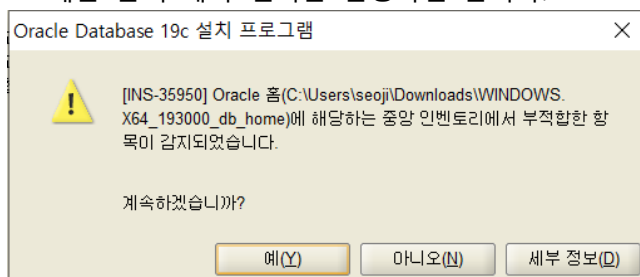 Oracle Database 19c 설치 프로그램
[INS-35950] Oracle 홈(C:\Users\seoji\Downloads\WINDOWS.
X64_193000_db_home)에 해당하는 중앙 인벤토리에서 부적합한 항
목이 감지되었습니다.
계속하겠습니까?
예(Y) 아니오(N) 세부 정보(D)